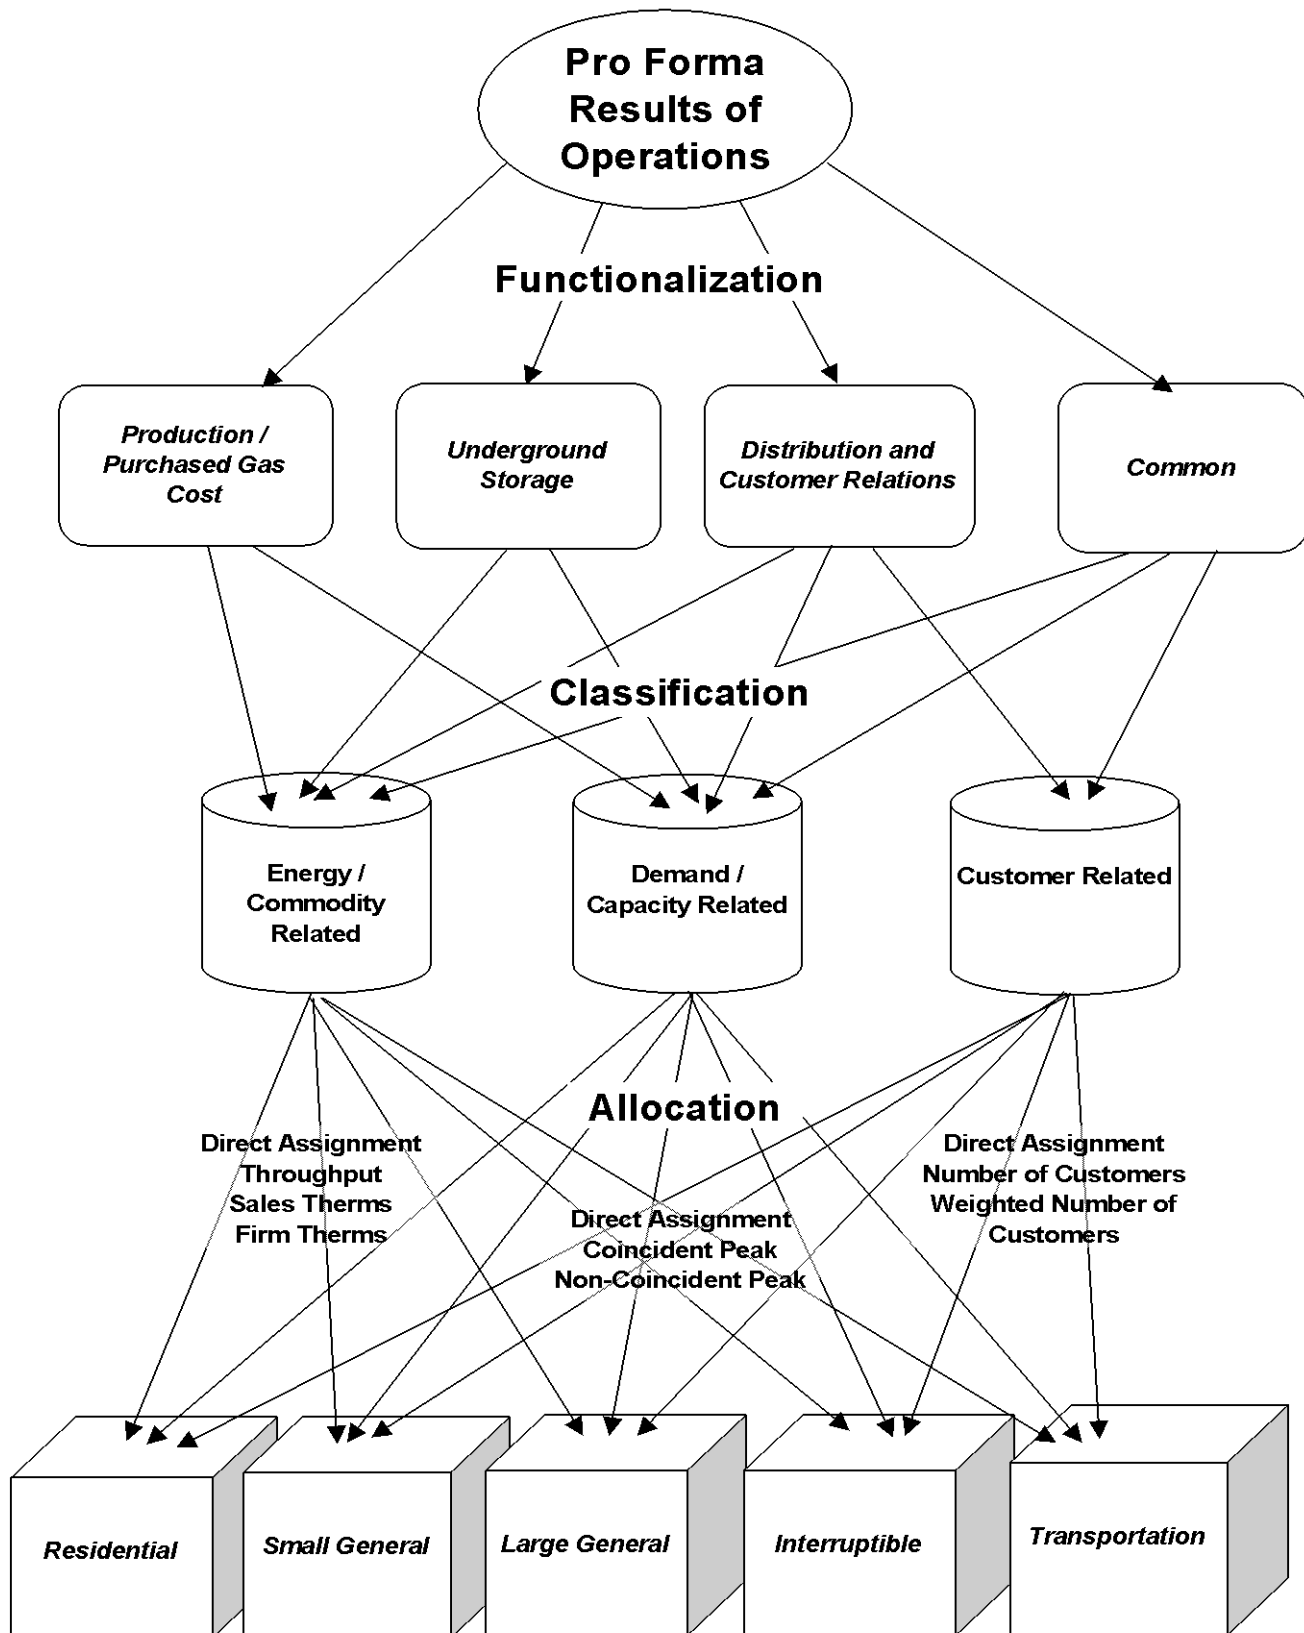 Pro Forma
Results of
Operations
Functionalization
Production /
Purchased Gas
Cost
Underground
Storage
Distribution and
Customer Relations
Common
Classification
Energy /
Commodity
Related
Demand /
Capacity Related
Customer Related
Allocation
Direct Assignment
Throughput
Sales Therms
Firm Therms
Direct Assignment
Coincident Peak
Non-Coincident Peak
Direct Assignment
Number of Customers
Weighted Number of
Customers
Residential
Small General
Large General
Interruptible
Transportation